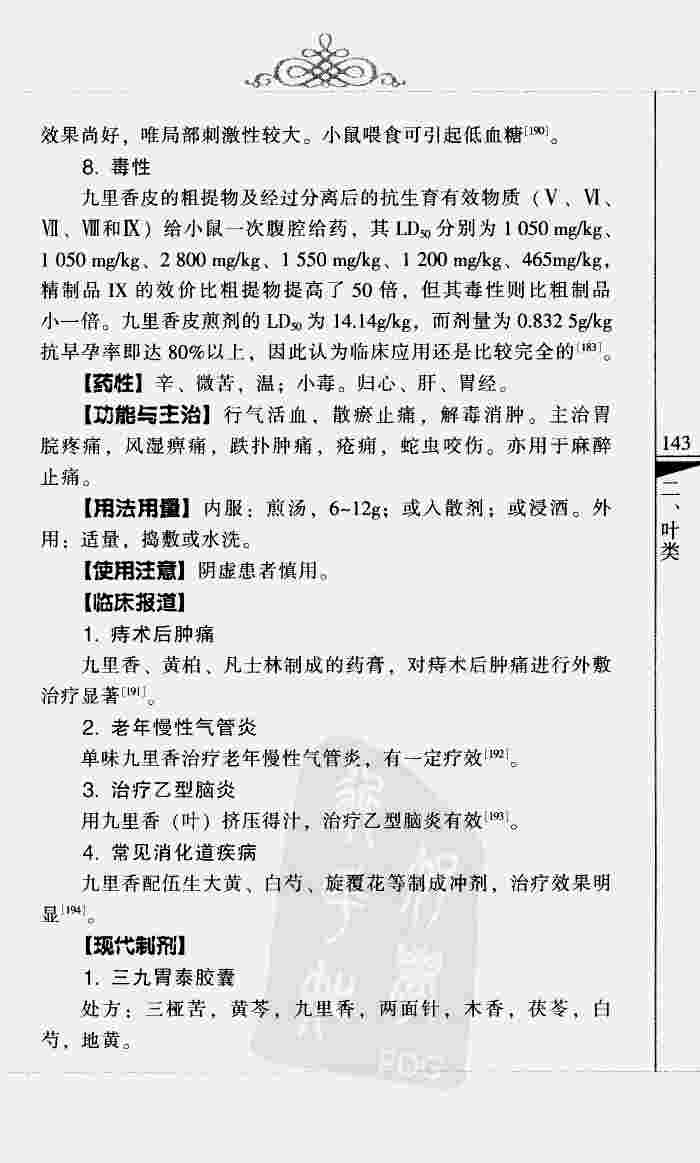 效果尚好，唯局部刺激性较大。小鼠喂食可引起低血糖[190]。
8. 毒性
九里香皮的粗提物及经过分离后的抗生育有效物质（Ⅴ、Ⅵ、
Ⅶ、Ⅷ和Ⅸ）给小鼠一次腹腔给药，其 LD50 分别为 1 050 mg/kg、
1 050 mg/kg、2 800 mg/kg、1 550 mg/kg、1 200 mg/kg、465mg/kg，
精制品 IX 的效价比粗提物提高了 50 倍，但其毒性则比粗制品
小一倍。九里香皮煎剂的 LD50 为 14.14g/kg，而剂量为 0.832 5g/kg
抗早孕率即达 80%以上，因此认为临床应用还是比较完全的[183]。
【药性】辛、微苦，温；小毒。归心、肝、胃经。
【功能与主治】行气活血，散瘀止痛，解毒消肿。主治胃
脘疼痛，风湿痹痛，跌扑肿痛，疮痈，蛇虫咬伤。亦用于麻醉
止痛。
【用法用量】内服：煎汤，6~12g；或入散剂；或浸酒。外
用：适量，捣敷或水洗。
【使用注意】阴虚患者慎用。
【临床报道】
1. 痔术后肿痛
九里香、黄柏、凡士林制成的药膏，对痔术后肿痛进行外敷
治疗显著[191]。
2. 老年慢性气管炎
单味九里香治疗老年慢性气管炎，有一定疗效[192]。
3. 治疗乙型脑炎
用九里香（叶）挤压得汁，治疗乙型脑炎有效[193]。
4. 常见消化道疾病
九里香配伍生大黄、白芍、旋覆花等制成冲剂，治疗效果明
显[194]。
【现代制剂】
1. 三九胃泰胶囊
处方：三桠苦，黄芩，九里香，两面针，木香，茯苓，白
芍，地黄。
143
二、叶类
PDG